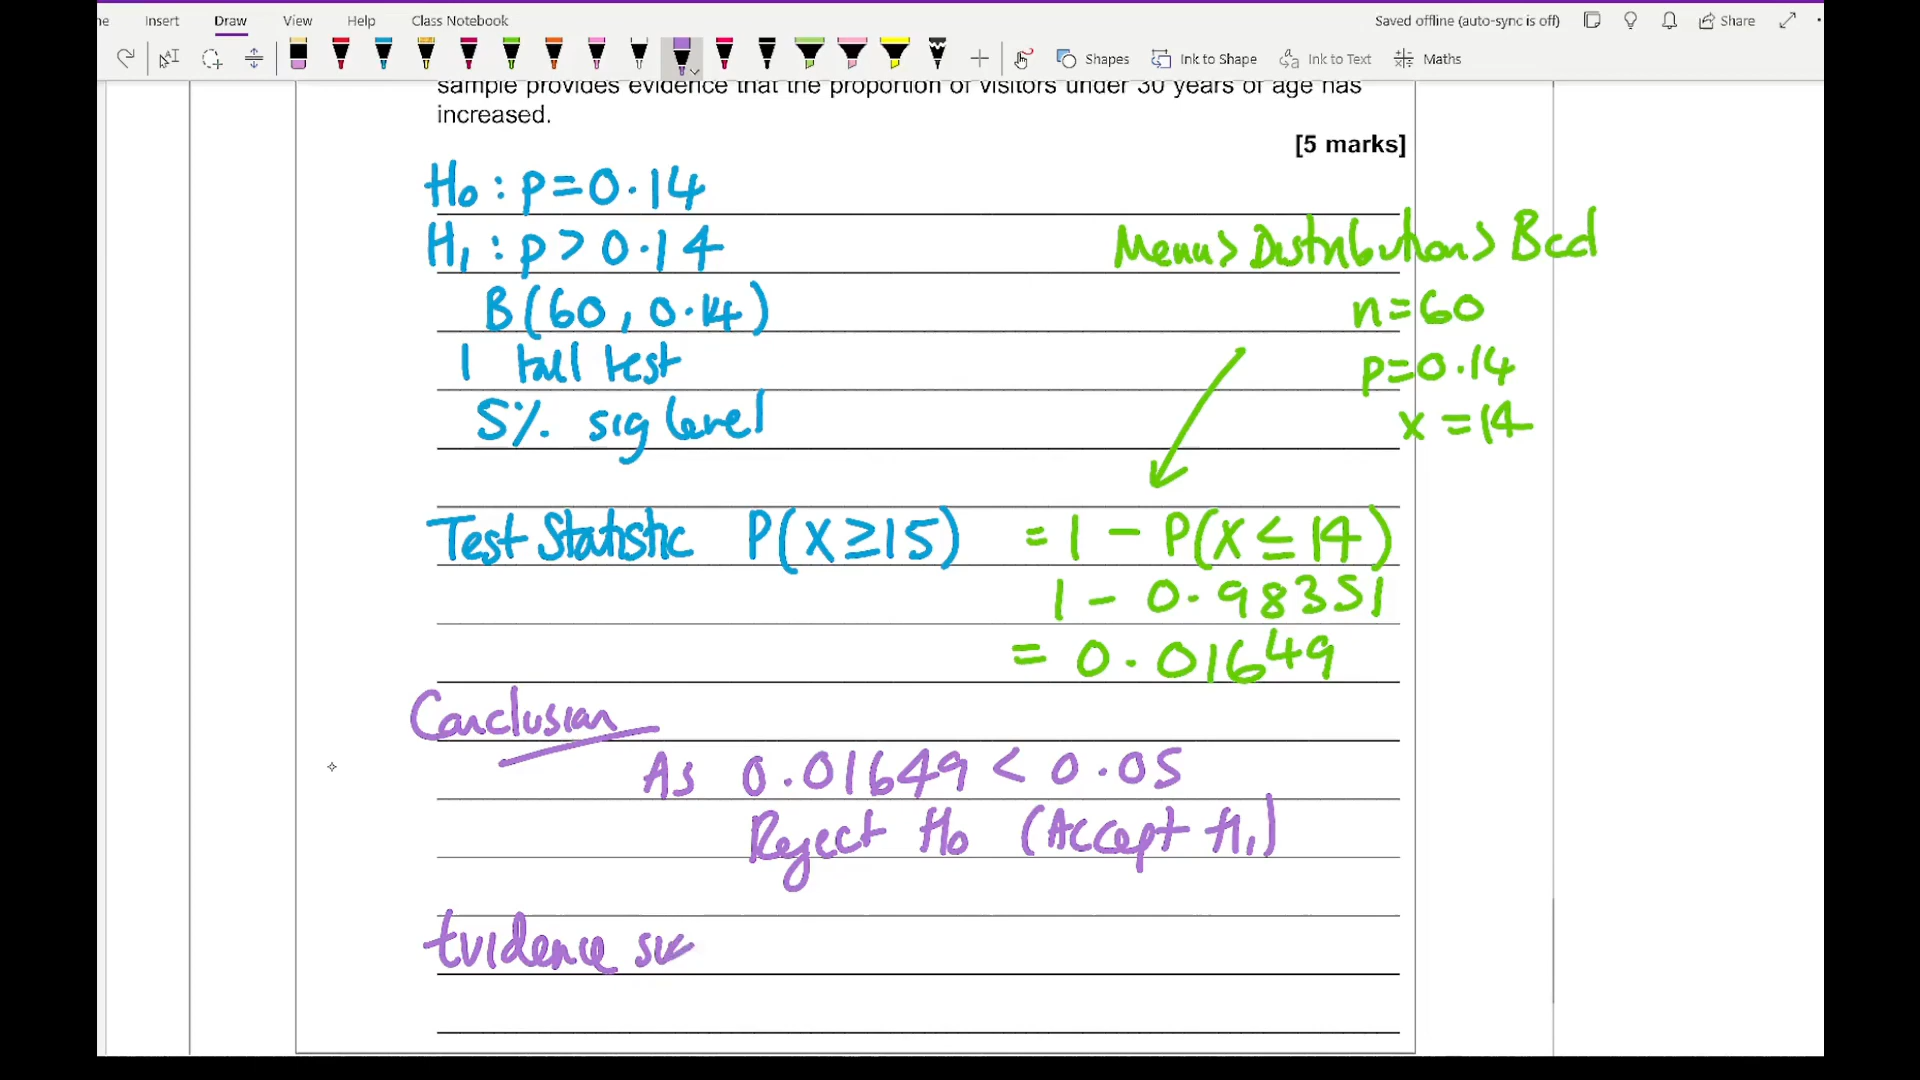 Insert Draw View Help Class Notebook Saved offline (auto-sync is off) Share
Shapes Ink to Shape Ink to Text Maths
sample provides evidence that the proportion of visitors under 30 years of age has
increased.
[5 marks]
H0 : p=0.14
H1 : p>0.14
Menu> Distributions> Bcd
B(60, 0.14)
n=60
1 tail test
p=0.14
5% sig level
x=14
Test Statistic P(X≥15) = 1 - P(X≤14)
1 - 0.98351
= 0.01649
Conclusion
As 0.01649 < 0.05
Reject H0 (Accept H1)
Evidence su